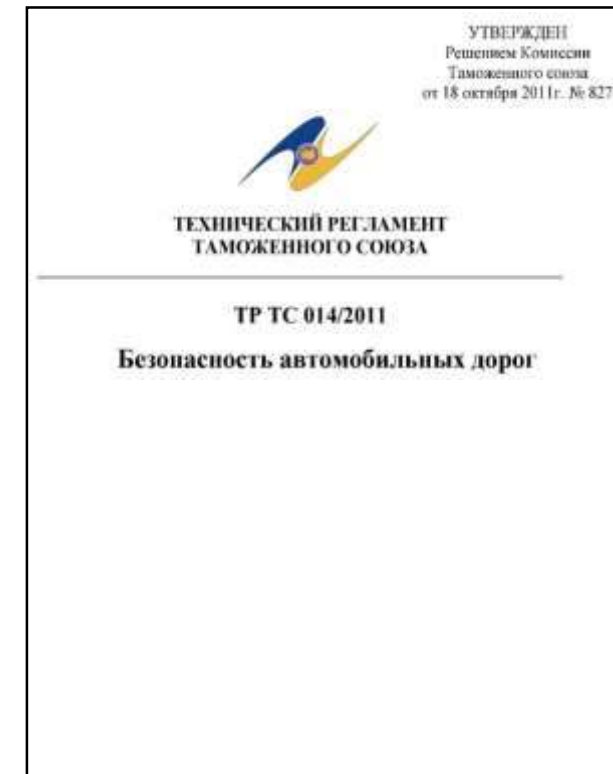 УТВЕРЖДЕН
Решением Комиссии
Таможенного союза
от 18 октября 2011г. № 827
ТЕХНИЧЕСКИЙ РЕГЛАМЕНТ
ТАМОЖЕННОГО СОЮЗА
ТР ТС 014/2011
Безопасность автомобильных дорог